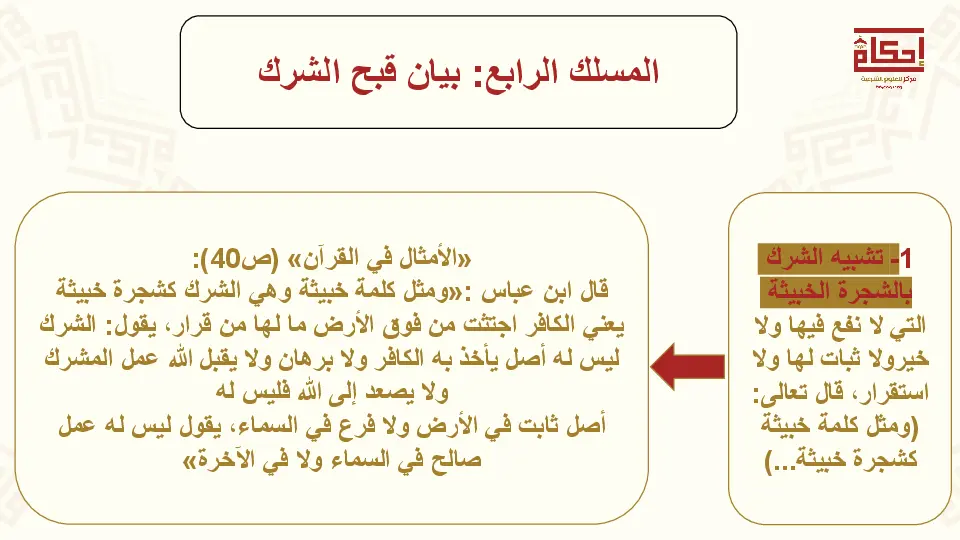 إحكام
مركز للعلوم الشرعية
المسلك الرابع: بيان قبح الشرك
1- تشبيه الشرك
بالشجرة الخبيثة
التي لا نفع فيها ولا
خيرولا ثبات لها ولا
استقرار، قال تعالى:
(ومثل كلمة خبيثة
كشجرة خبيثة...)
«الأمثال في القرآن» (ص40):
قال ابن عباس :«ومثل كلمة خبيثة وهي الشرك كشجرة خبيثة
يعني الكافر اجتثت من فوق الأرض ما لها من قرار، يقول: الشرك
ليس له أصل يأخذ به الكافر ولا برهان ولا يقبل الله عمل المشرك
ولا يصعد إلى الله فليس له
أصل ثابت في الأرض ولا فرع في السماء، يقول ليس له عمل
صالح في السماء ولا في الآخرة»